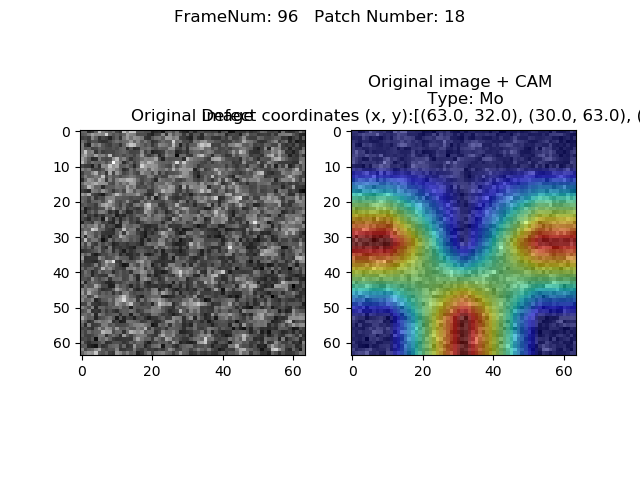 FrameNum: 96   Patch Number: 18
Original image + CAM
Type: Mo
Original image
Defect coordinates (x, y):[(63.0, 32.0), (30.0, 63.0), (
0
10
20
30
40
50
60
0 20 40 60
0
10
20
30
40
50
60
0 20 40 60